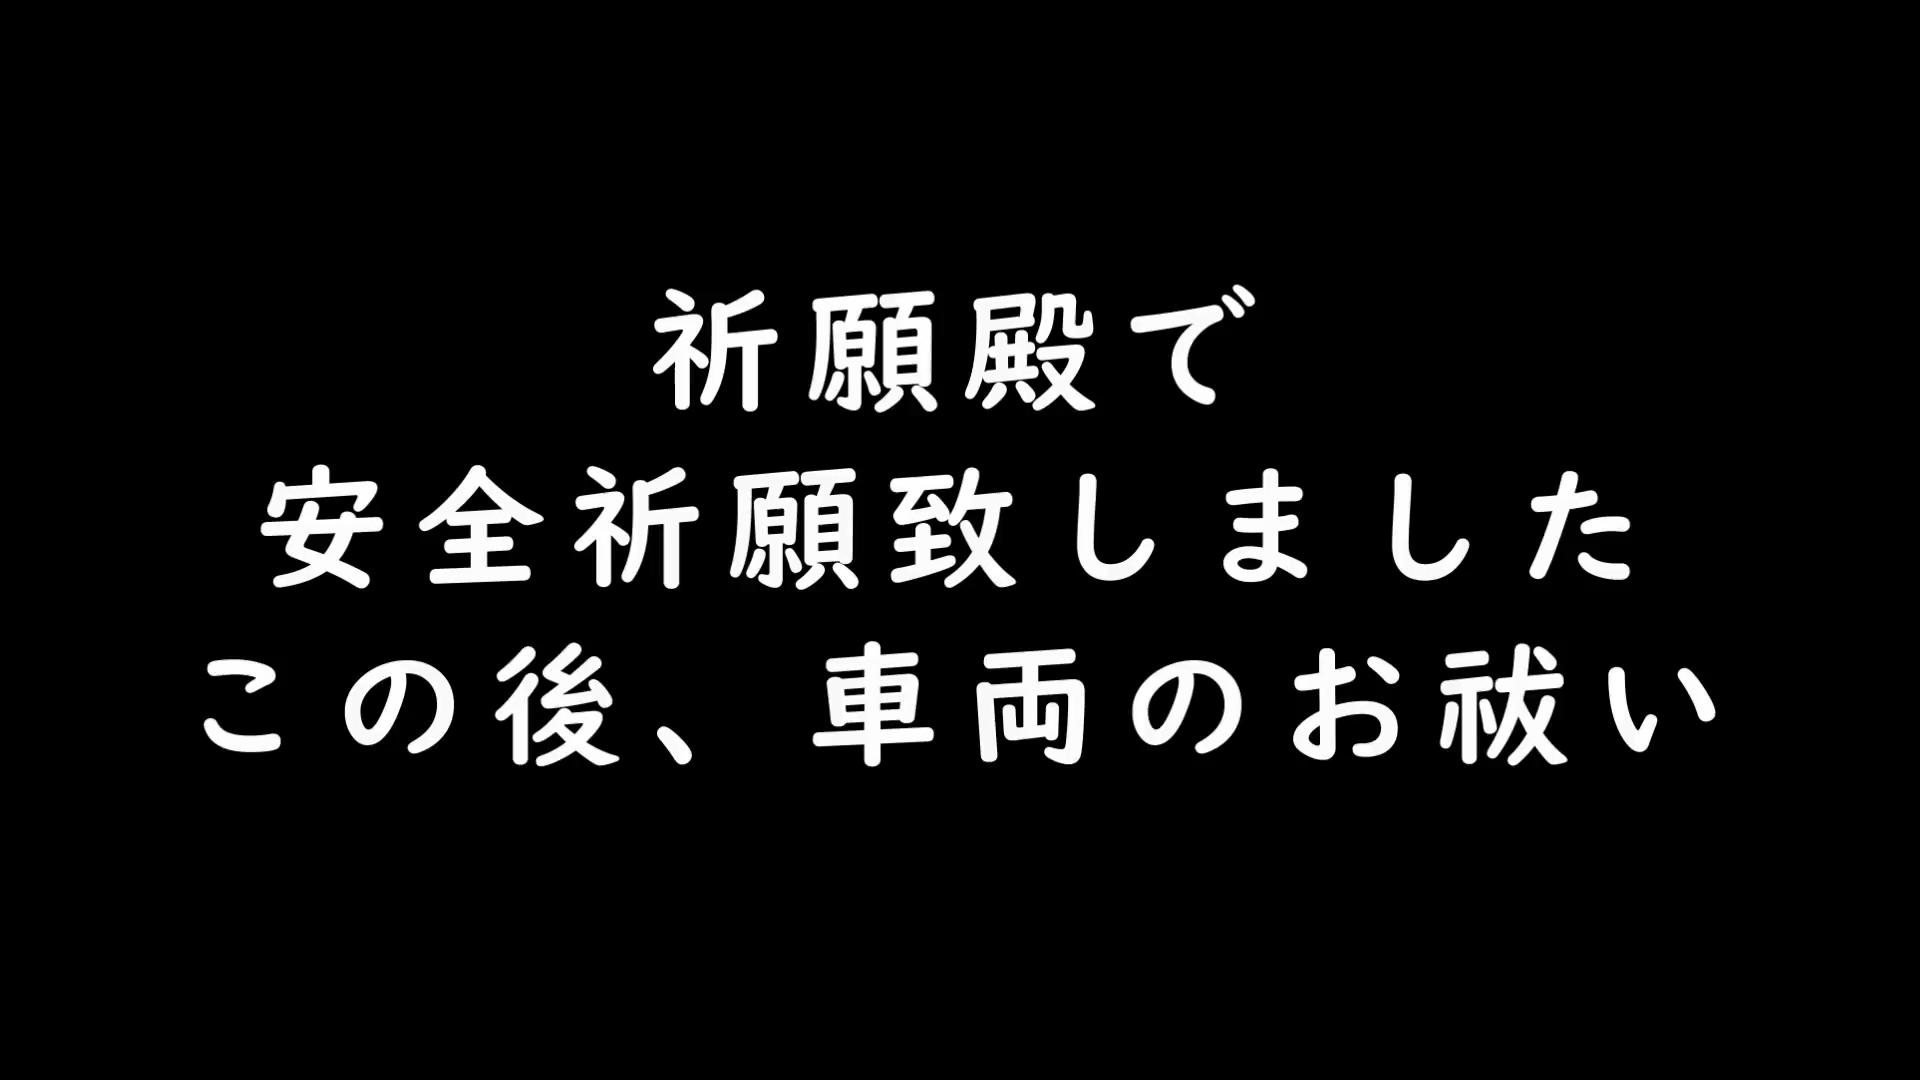 祈願殿で
安全祈願致しました
この後、車両のお祓い